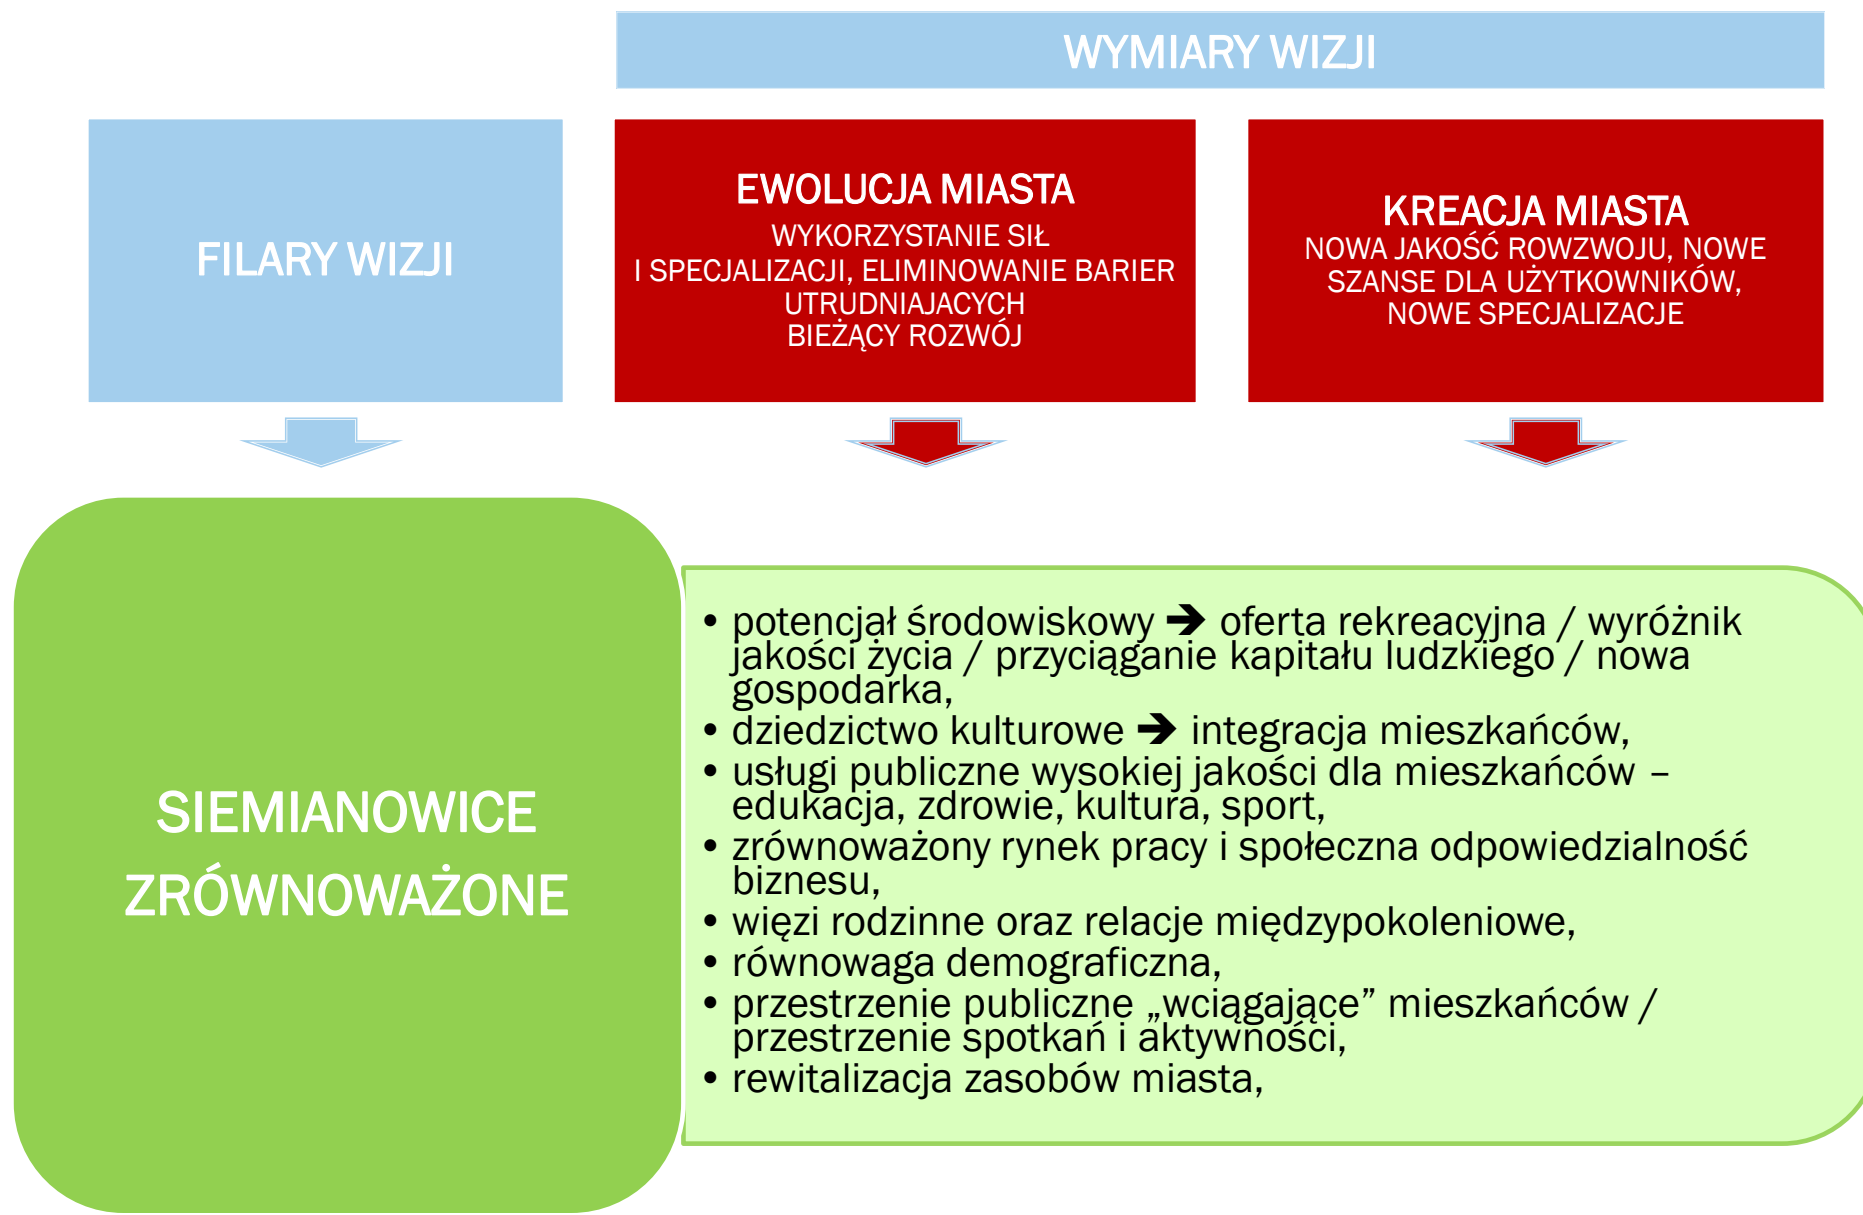 WYMIARY WIZJI
FILARY WIZJI
EWOLUCJA MIASTA
WYKORZYSTANIE SIŁ
I SPECJALIZACJI, ELIMINOWANIE BARIER
UTRUDNIAJACYCH
BIEŻĄCY ROZWÓJ
KREACJA MIASTA
NOWA JAKOŚĆ ROWZWOJU, NOWE
SZANSE DLA UŻYTKOWNIKÓW,
NOWE SPECJALIZACJE
SIEMIANOWICE
ZRÓWNOWAŻONE
• potencjał środowiskowy ➔ oferta rekreacyjna / wyróżnik
jakości życia / przyciąganie kapitału ludzkiego / nowa
gospodarka,
• dziedzictwo kulturowe ➔ integracja mieszkańców,
• usługi publiczne wysokiej jakości dla mieszkańców –
edukacja, zdrowie, kultura, sport,
• zrównoważony rynek pracy i społeczna odpowiedzialność
biznesu,
• więzi rodzinne oraz relacje międzypokoleniowe,
• równowaga demograficzna,
• przestrzenie publiczne „wciągające” mieszkańców /
przestrzenie spotkań i aktywności,
• rewitalizacja zasobów miasta,